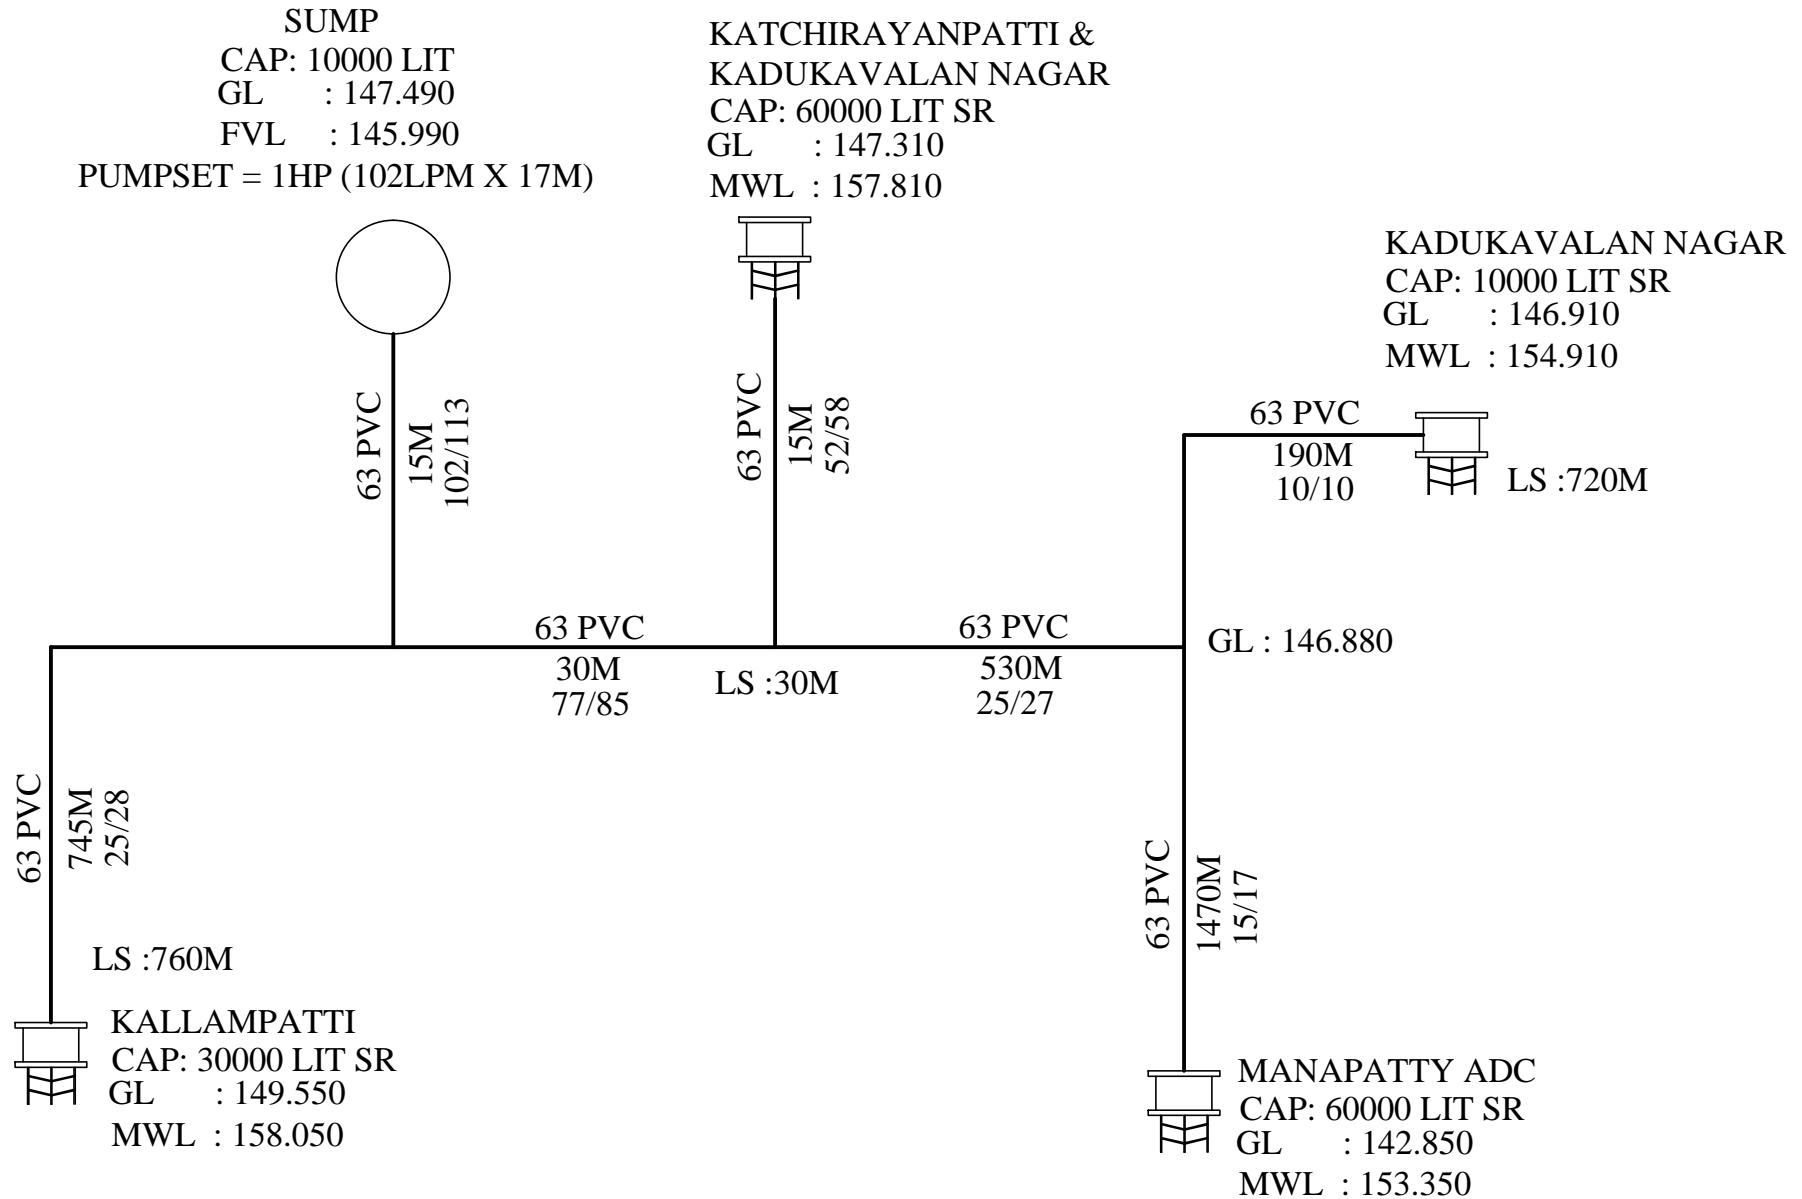 SUMP
CAP: 10000 LIT
GL : 147.490
FVL : 145.990
PUMPSET = 1HP (102LPM X 17M)
KATCHIRAYANPATTI &
KADUKAVALAN NAGAR
CAP: 60000 LIT SR
GL : 147.310
MWL : 157.810
KADUKAVALAN NAGAR
CAP: 10000 LIT SR
GL : 146.910
MWL : 154.910
63 PVC
15M
102/113
63 PVC
15M
52/58
63 PVC
190M
10/10
LS :720M
63 PVC
30M
77/85
LS :30M
63 PVC
530M
25/27
GL : 146.880
63 PVC
745M
25/28
LS :760M
63 PVC
1470M
15/17
KALLAMPATTI
CAP: 30000 LIT SR
GL : 149.550
MWL : 158.050
MANAPATTY ADC
CAP: 60000 LIT SR
GL : 142.850
MWL : 153.350